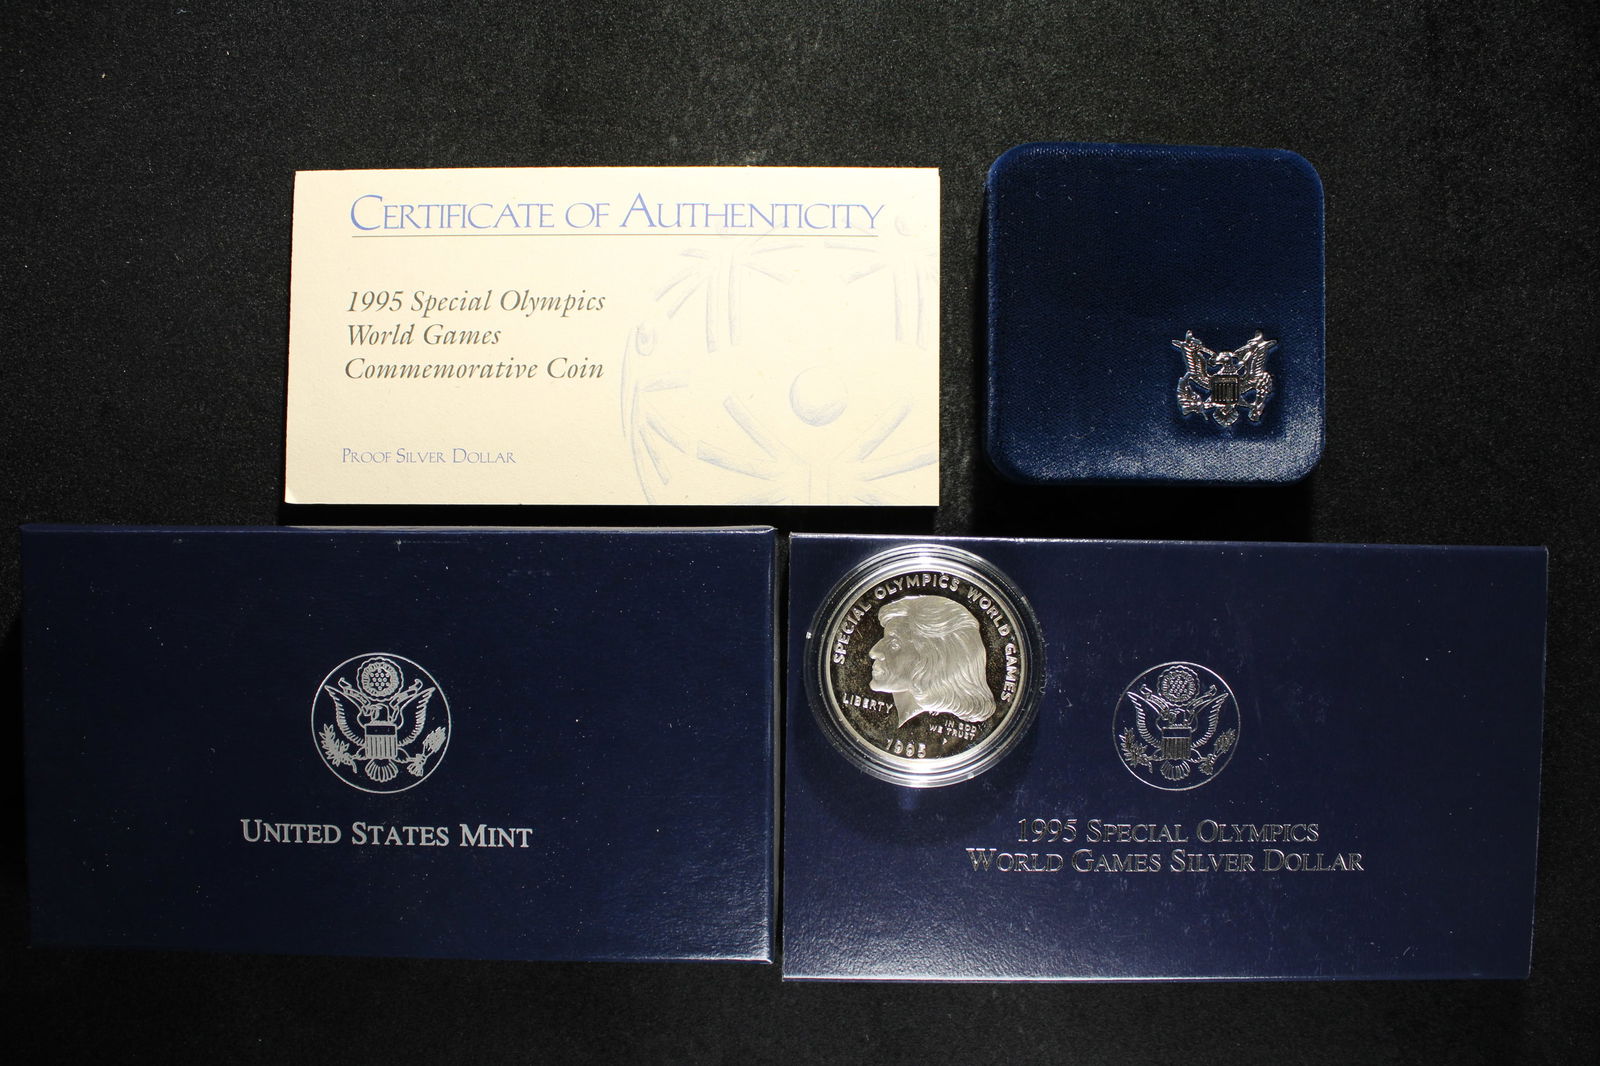 CERTIFICATE OF AUTHENTICITY
1995 Special Olympics
World Games
Commemorative Coin
PROOF SILVER DOLLAR
UNITED STATES MINT
SPECIAL OLYMPICS WORLD GAMES
LIBERTY
IN GOD
WE TRUST
1995
1995 SPECIAL OLYMPICS
WORLD GAMES SILVER DOLLAR